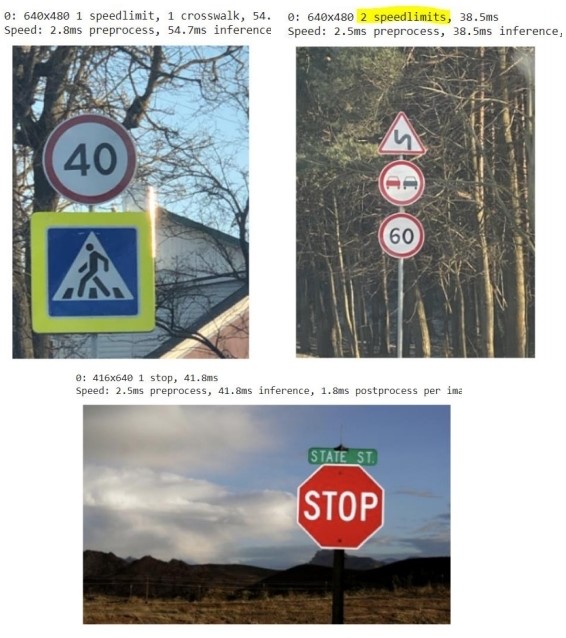 0: 640x480 1 speedlimit, 1 crosswalk, 54.
Speed: 2.8ms preprocess, 54.7ms inference
40
0: 640x480 2 speedlimits, 38.5ms
Speed: 2.5ms preprocess, 38.5ms inference,
60
0: 416x640 1 stop, 41.8ms
Speed: 2.5ms preprocess, 41.8ms inference, 1.8ms postprocess per ima
STATE ST.
STOP